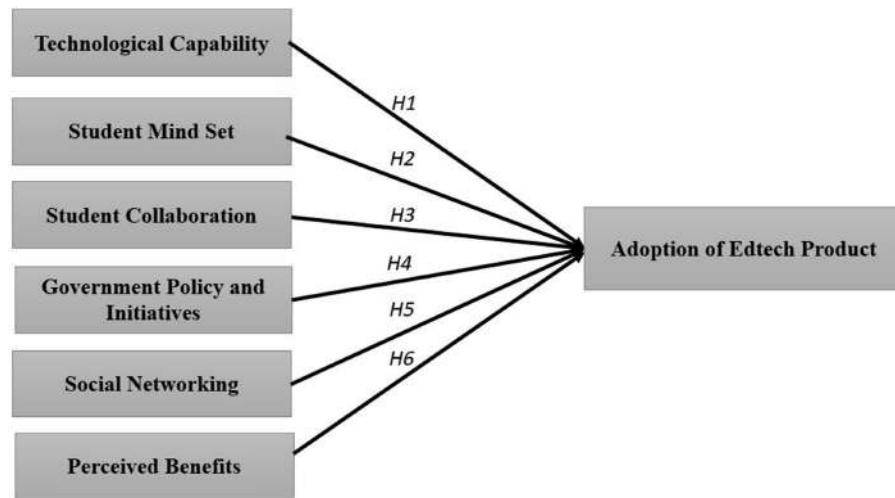 Technological Capability
H1
Student Mind Set
H2
Student Collaboration
H3
Adoption of Edtech Product
Government Policy and
Initiatives
H4
Social Networking
H5
Perceived Benefits
H6